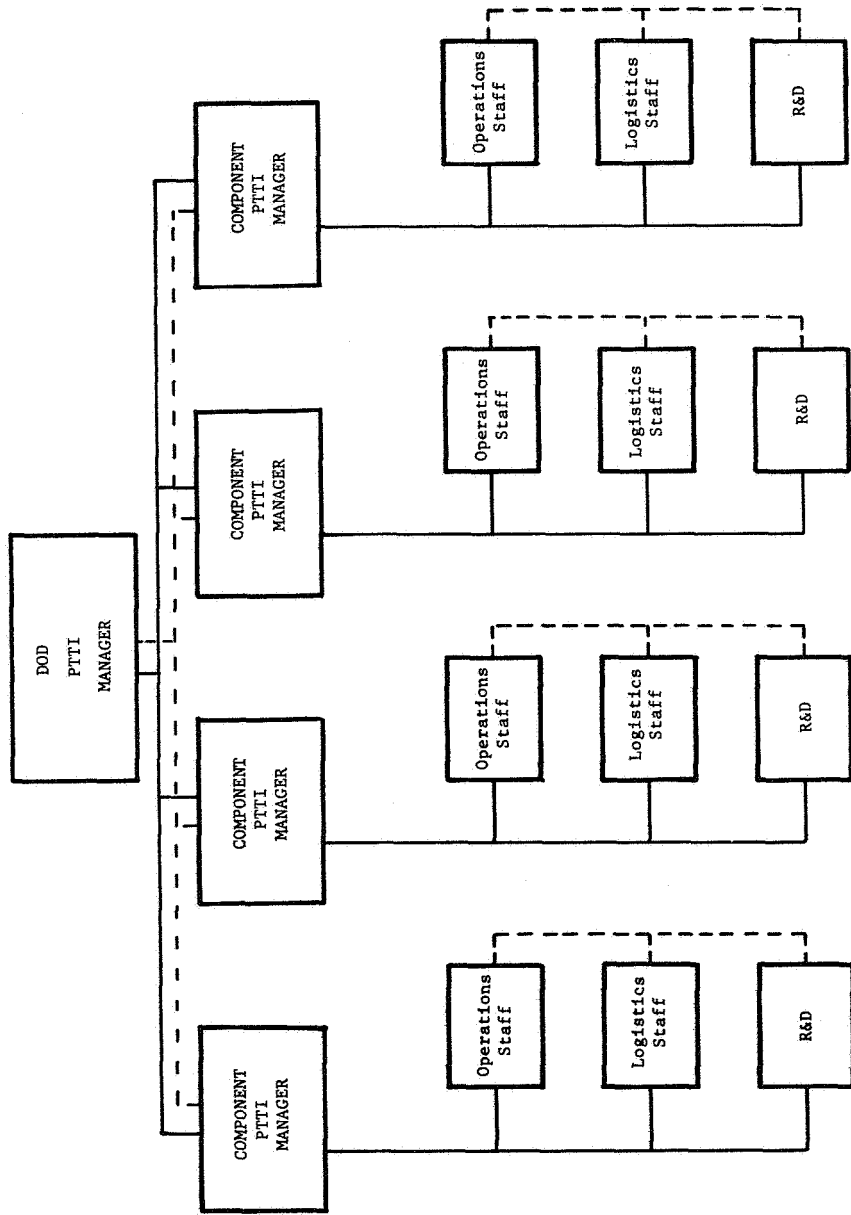 DOD
PTTI
MANAGER
COMPONENT
PTTI
MANAGER
Operations
Staff
Logistics
Staff
R&D
COMPONENT
PTTI
MANAGER
Operations
Staff
Logistics
Staff
R&D
COMPONENT
PTTI
MANAGER
Operations
Staff
Logistics
Staff
R&D
COMPONENT
PTTI
MANAGER
Operations
Staff
Logistics
Staff
R&D